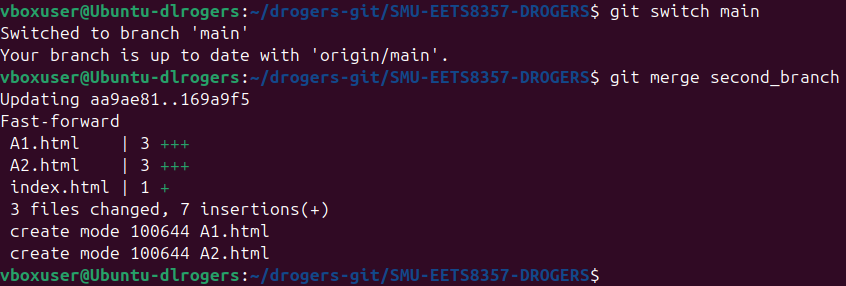 vboxuser@Ubuntu-dlrogers:~/drogers-git/SMU-EETS8357-DROGERS$ git switch main
Switched to branch 'main'
Your branch is up to date with 'origin/main'.
vboxuser@Ubuntu-dlrogers:~/drogers-git/SMU-EETS8357-DROGERS$ git merge second_branch
Updating aa9ae81..169a9f5
Fast-forward
 A1.html    | 3 +++
 A2.html    | 3 +++
 index.html | 1 +
 3 files changed, 7 insertions(+)
 create mode 100644 A1.html
 create mode 100644 A2.html
vboxuser@Ubuntu-dlrogers:~/drogers-git/SMU-EETS8357-DROGERS$